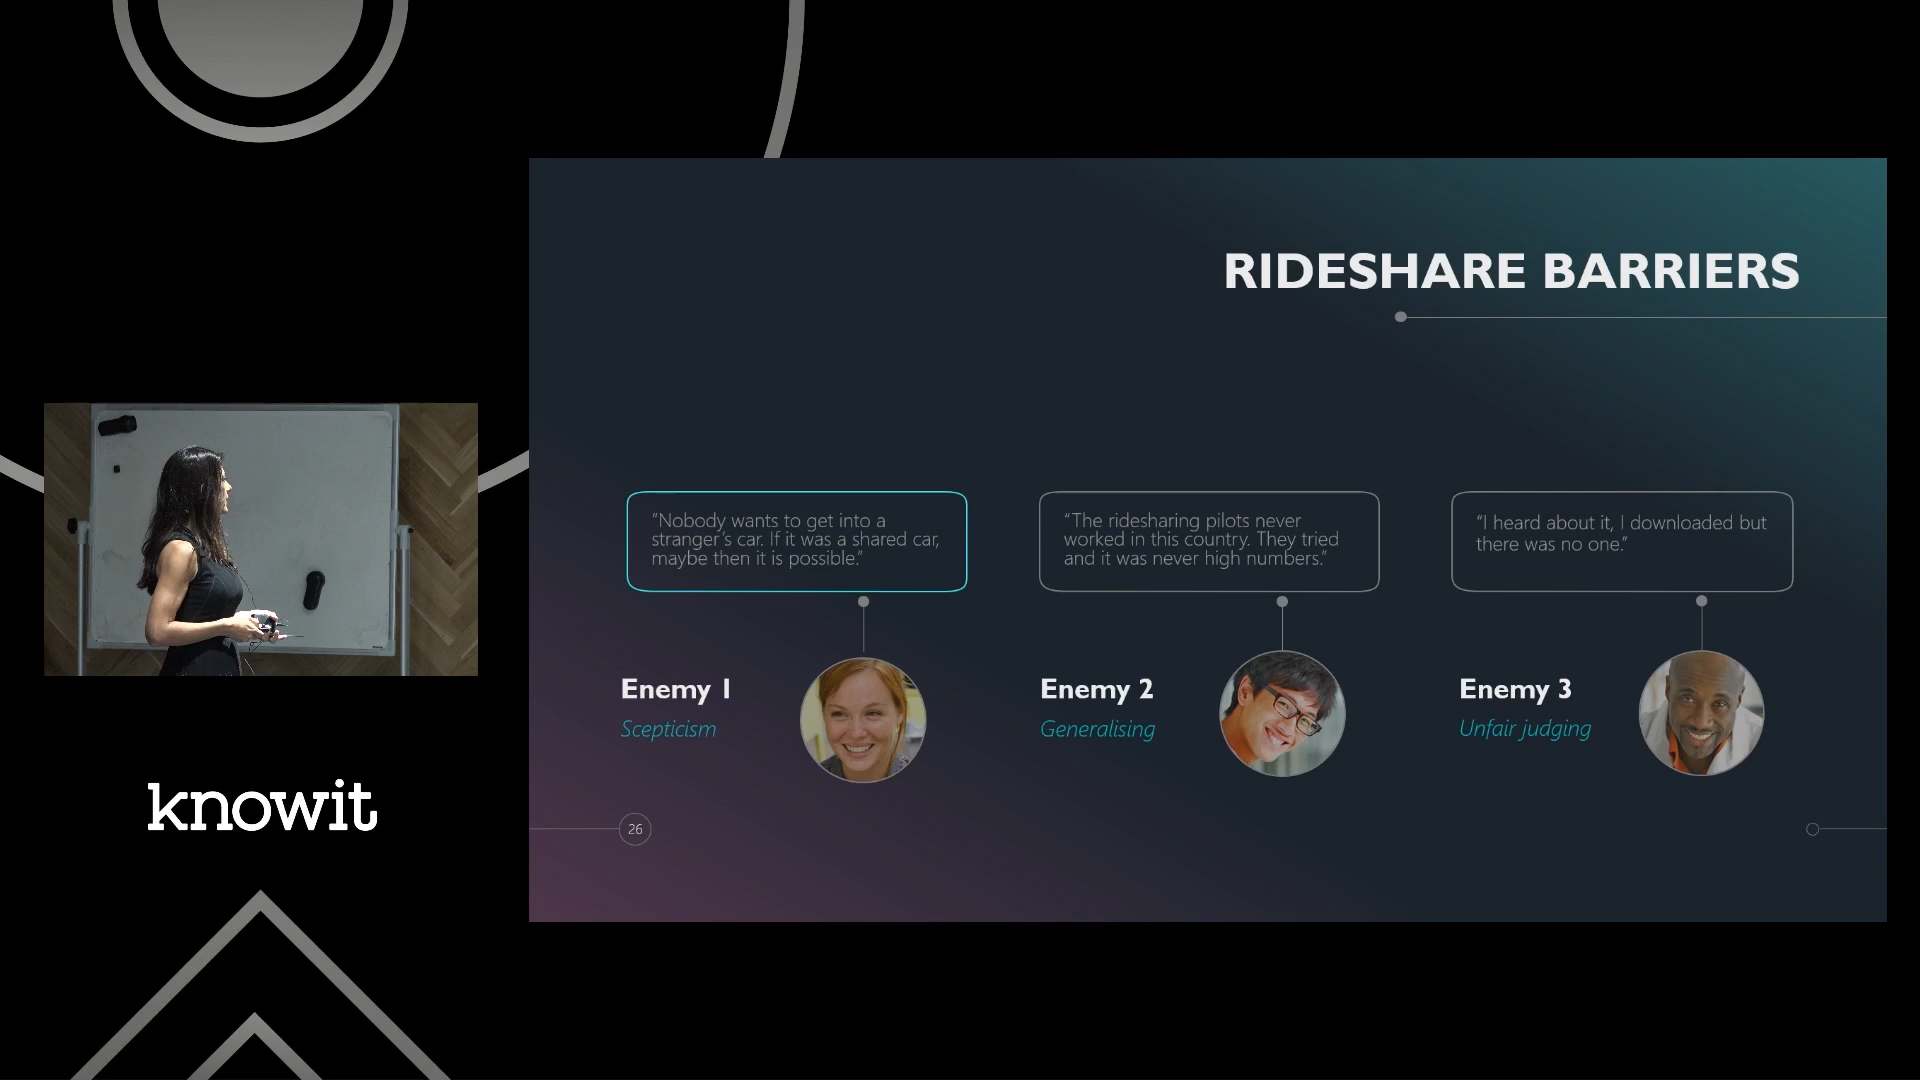 RIDESHARE BARRIERS
“Nobody wants to get into a
stranger’s car. If it was a shared car,
maybe then it is possible.”
“The ridesharing pilots never
worked in this country. They tried
and it was never high numbers.”
“I heard about it, I downloaded but
there was no one.”
Enemy 1
Scepticism
Enemy 2
Generalising
Enemy 3
Unfair judging
26
knowit